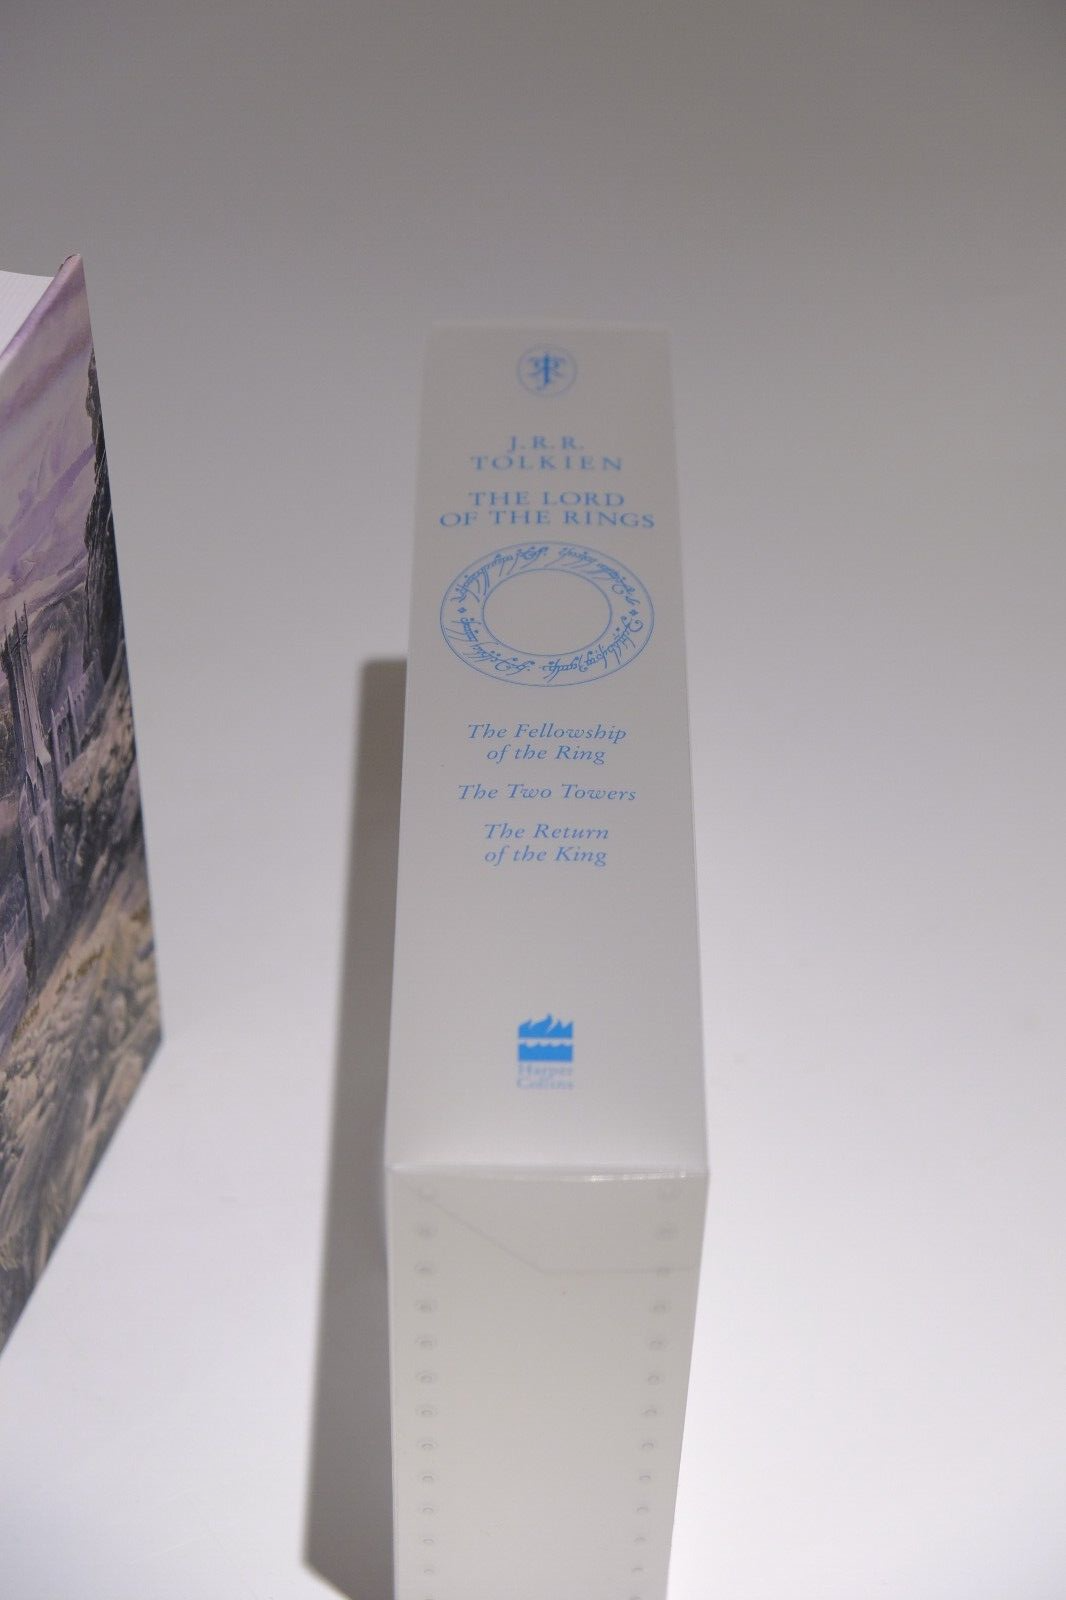 J.R.R.
TOLKIEN
THE LORD
OF THE RINGS
The Fellowship
of the Ring
The Two Towers
The Return
of the King
Harper
Collins